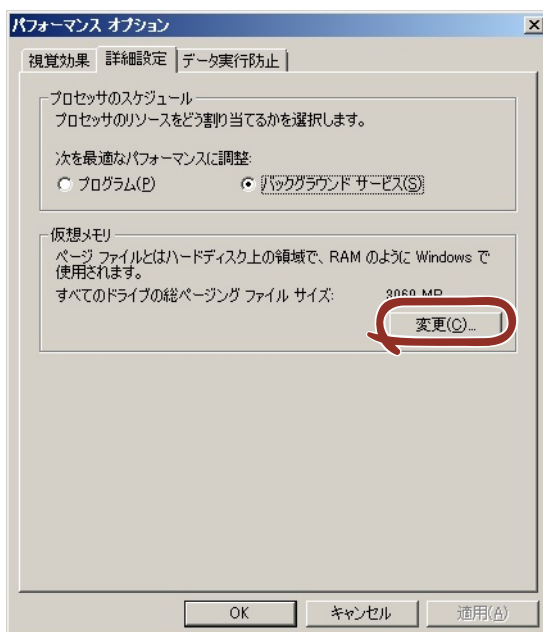 パフォーマンス オプション
視覚効果 詳細設定 データ実行防止
プロセッサのスケジュール
プロセッサのリソースをどう割り当てるかを選択します。
次を最適なパフォーマンスに調整:
プログラム(P) バックグラウンド サービス(S)
仮想メモリ
ページ ファイルとはハードディスク上の領域で、RAM のように Windows で
使用されます。
すべてのドライブの総ページング ファイル サイズ: 3069 MB
変更(C)...
OK キャンセル 適用(A)